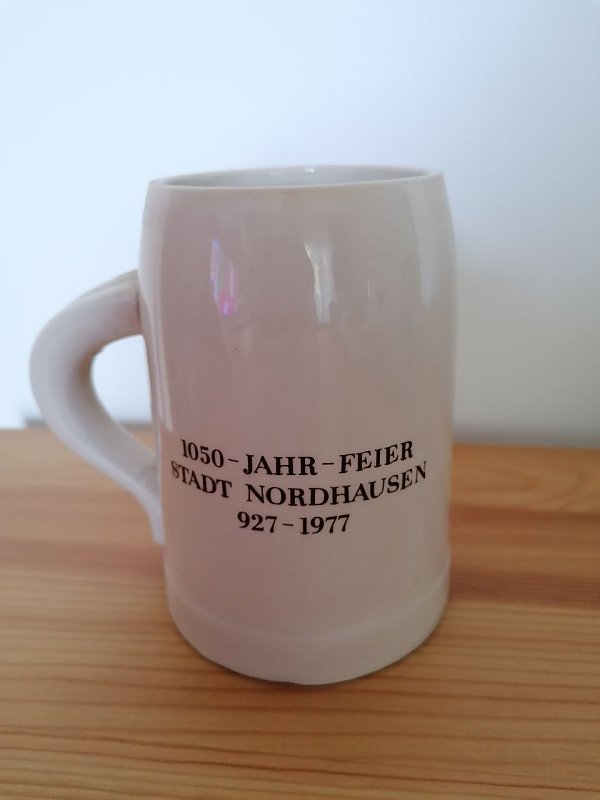 1050-JAHR-FEIER
STADT NORDHAUSEN
927-1977